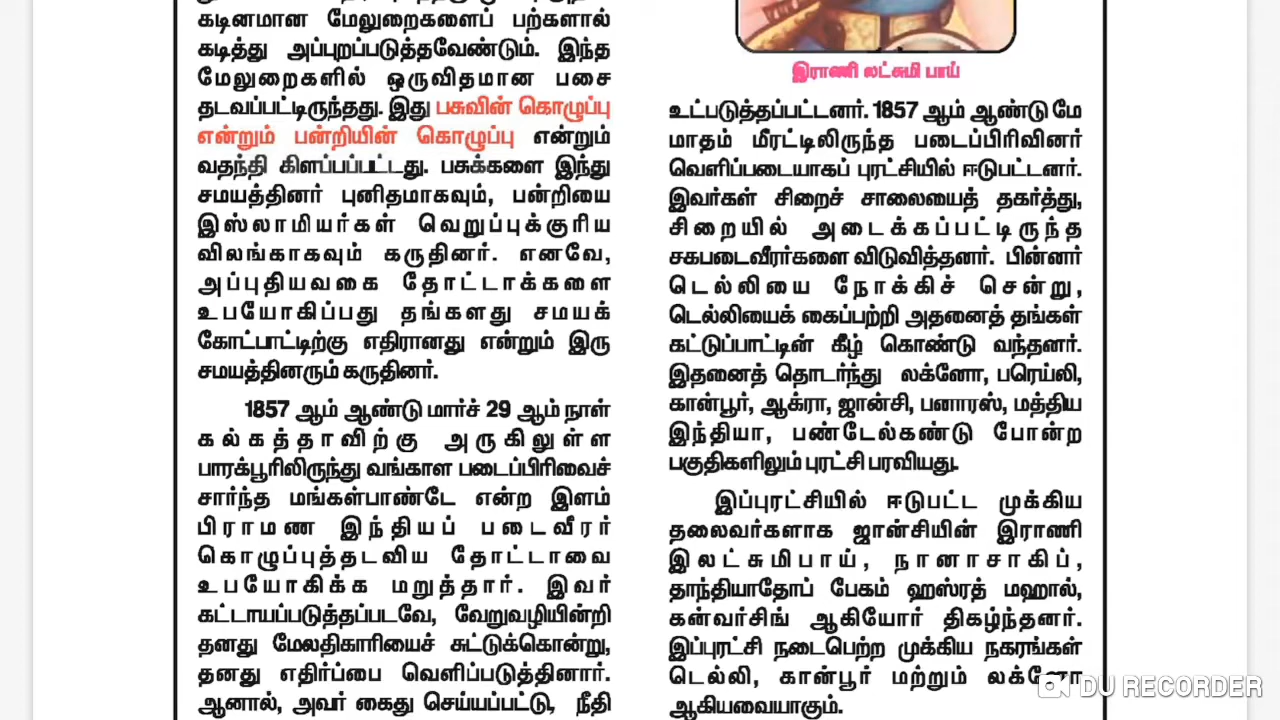 கடினமான மேலுறைகளைப் பற்களால்
கடித்து அப்புறப்படுத்தவேண்டும். இந்த
மேலுறைகளில் ஒருவிதமான பசை
தடவப்பட்டிருந்தது. இது பசுவின் கொழுப்பு
என்றும் பன்றியின் கொழுப்பு என்றும்
வதந்தி கிளப்பப்பட்டது. பசுக்களை இந்து
சமயத்தினர் புனிதமாகவும், பன்றியை
இஸ்லாமியர்கள் வெறுப்புக்குரிய
விலங்காகவும் கருதினர். எனவே,
அப்புதியவகை தோட்டாக்களை
உபயோகிப்பது தங்களது சமயக்
கோட்பாட்டிற்கு எதிரானது என்றும் இரு
சமயத்தினரும் கருதினர்.
1857 ஆம் ஆண்டு மார்ச் 29 ஆம் நாள்
கல்கத்தாவிற்கு அருகிலுள்ள
பாரக்பூரிலிருந்து வங்காள படைப்பிரிவைச்
சார்ந்த மங்கள்பாண்டே என்ற இளம்
பிராமண இந்தியப் படைவீரர்
கொழுப்புத்தடவிய தோட்டாவை
உபயோகிக்க மறுத்தார். இவர்
கட்டாயப்படுத்தப்படவே, வேறுவழியின்றி
தனது மேலதிகாரியைச் சுட்டுக்கொன்று,
தனது எதிர்ப்பை வெளிப்படுத்தினார்.
ஆனால், அவர் கைது செய்யப்பட்டு, நீதி
இராணி லட்சுமி பாய்
உட்படுத்தப்பட்டனர். 1857 ஆம் ஆண்டு மே
மாதம் மீரட்டிலிருந்த படைப்பிரிவினர்
வெளிப்படையாகப் புரட்சியில் ஈடுபட்டனர்.
இவர்கள் சிறைச் சாலையைத் தகர்த்து,
சிறையில் அடைக்கப்பட்டிருந்த
சகபடைவீரர்களை விடுவித்தனர். பின்னர்
டெல்லியை நோக்கிச் சென்று,
டெல்லியைக் கைப்பற்றி அதனைத் தங்கள்
கட்டுப்பாட்டின் கீழ் கொண்டு வந்தனர்.
இதனைத் தொடர்ந்து லக்னோ, பரெய்லி,
கான்பூர், ஆக்ரா, ஜான்சி, பனாரஸ், மத்திய
இந்தியா, பண்டேல்கண்டு போன்ற
பகுதிகளிலும் புரட்சி பரவியது.
இப்புரட்சியில் ஈடுபட்ட முக்கிய
தலைவர்களாக ஜான்சியின் இராணி
இலட்சுமிபாய், நானாசாகிப்,
தாந்தியாதோப் பேகம் ஹஸ்ரத் மஹால்,
கன்வர்சிங் ஆகியோர் திகழ்ந்தனர்.
இப்புரட்சி நடைபெற்ற முக்கிய நகரங்கள்
டெல்லி, கான்பூர் மற்றும் லக்னோ
ஆகியவையாகும்.
DU RECORDER